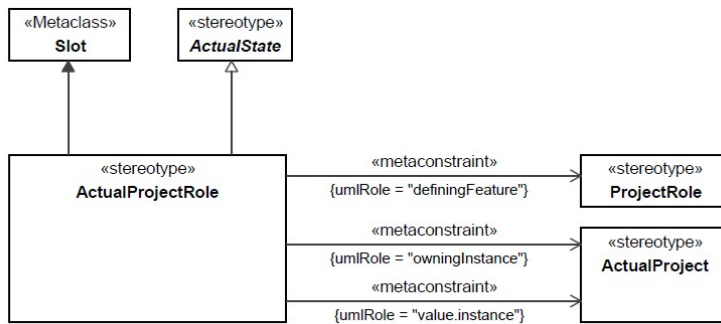 «Metaclass»
Slot
«stereotype»
ActualState
«stereotype»
ActualProjectRole
«metaconstraint»
{umlRole = "definingFeature"}
«stereotype»
ProjectRole
«metaconstraint»
{umlRole = "owningInstance"}
«stereotype»
ActualProject
«metaconstraint»
{umlRole = "value.instance"}